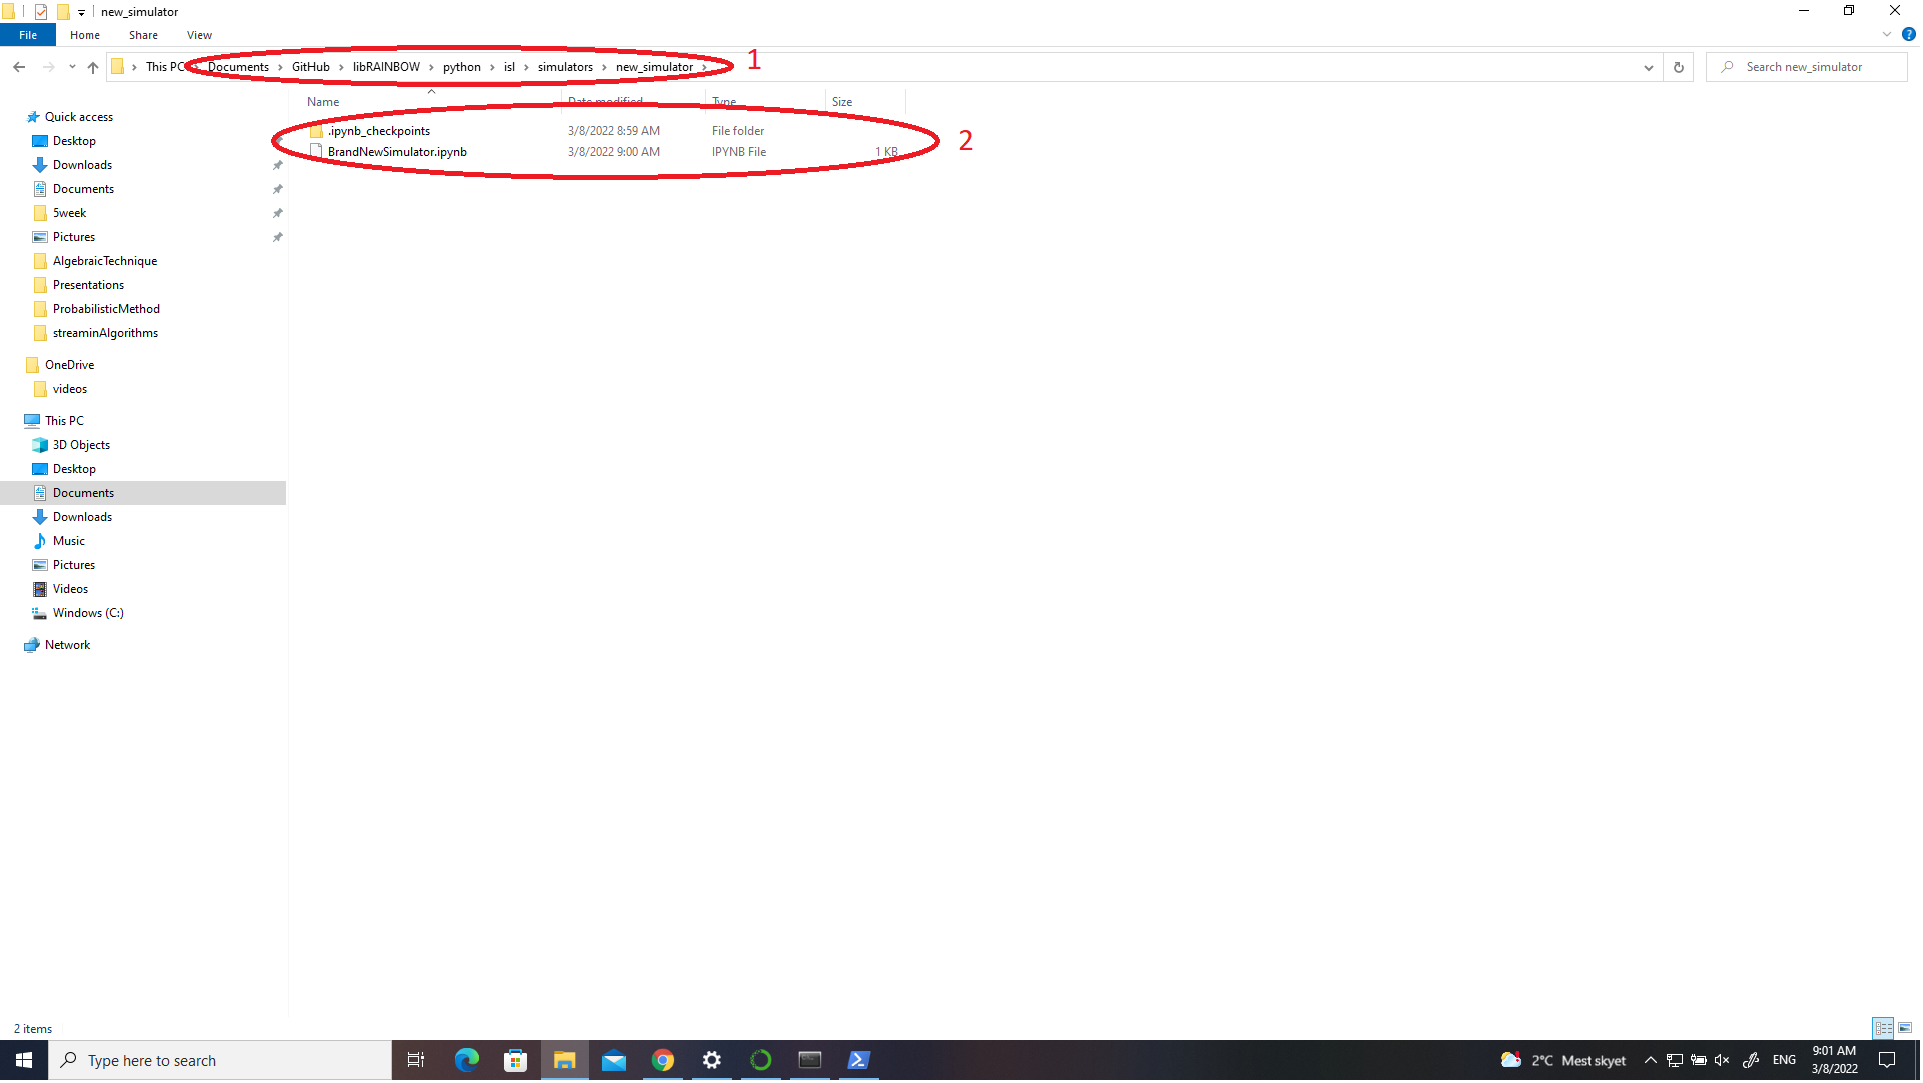 new_simulator
File Home Share View
This PC Documents GitHub libRAINBOW python isl simulators new_simulator
1
Search new_simulator
Name Date modified Type Size
.ipynb_checkpoints 3/8/2022 8:59 AM File folder
BrandNewSimulator.ipynb 3/8/2022 9:00 AM IPYNB File 1 KB
2
Quick access
Desktop
Downloads
Documents
5week
Pictures
AlgebraicTechnique
Presentations
ProbabilisticMethod
streaminAlgorithms
OneDrive
videos
This PC
3D Objects
Desktop
Documents
Downloads
Music
Pictures
Videos
Windows (C:)
Network
2 items
Type here to search
2°C Mest skyet
ENG
9:01 AM
3/8/2022